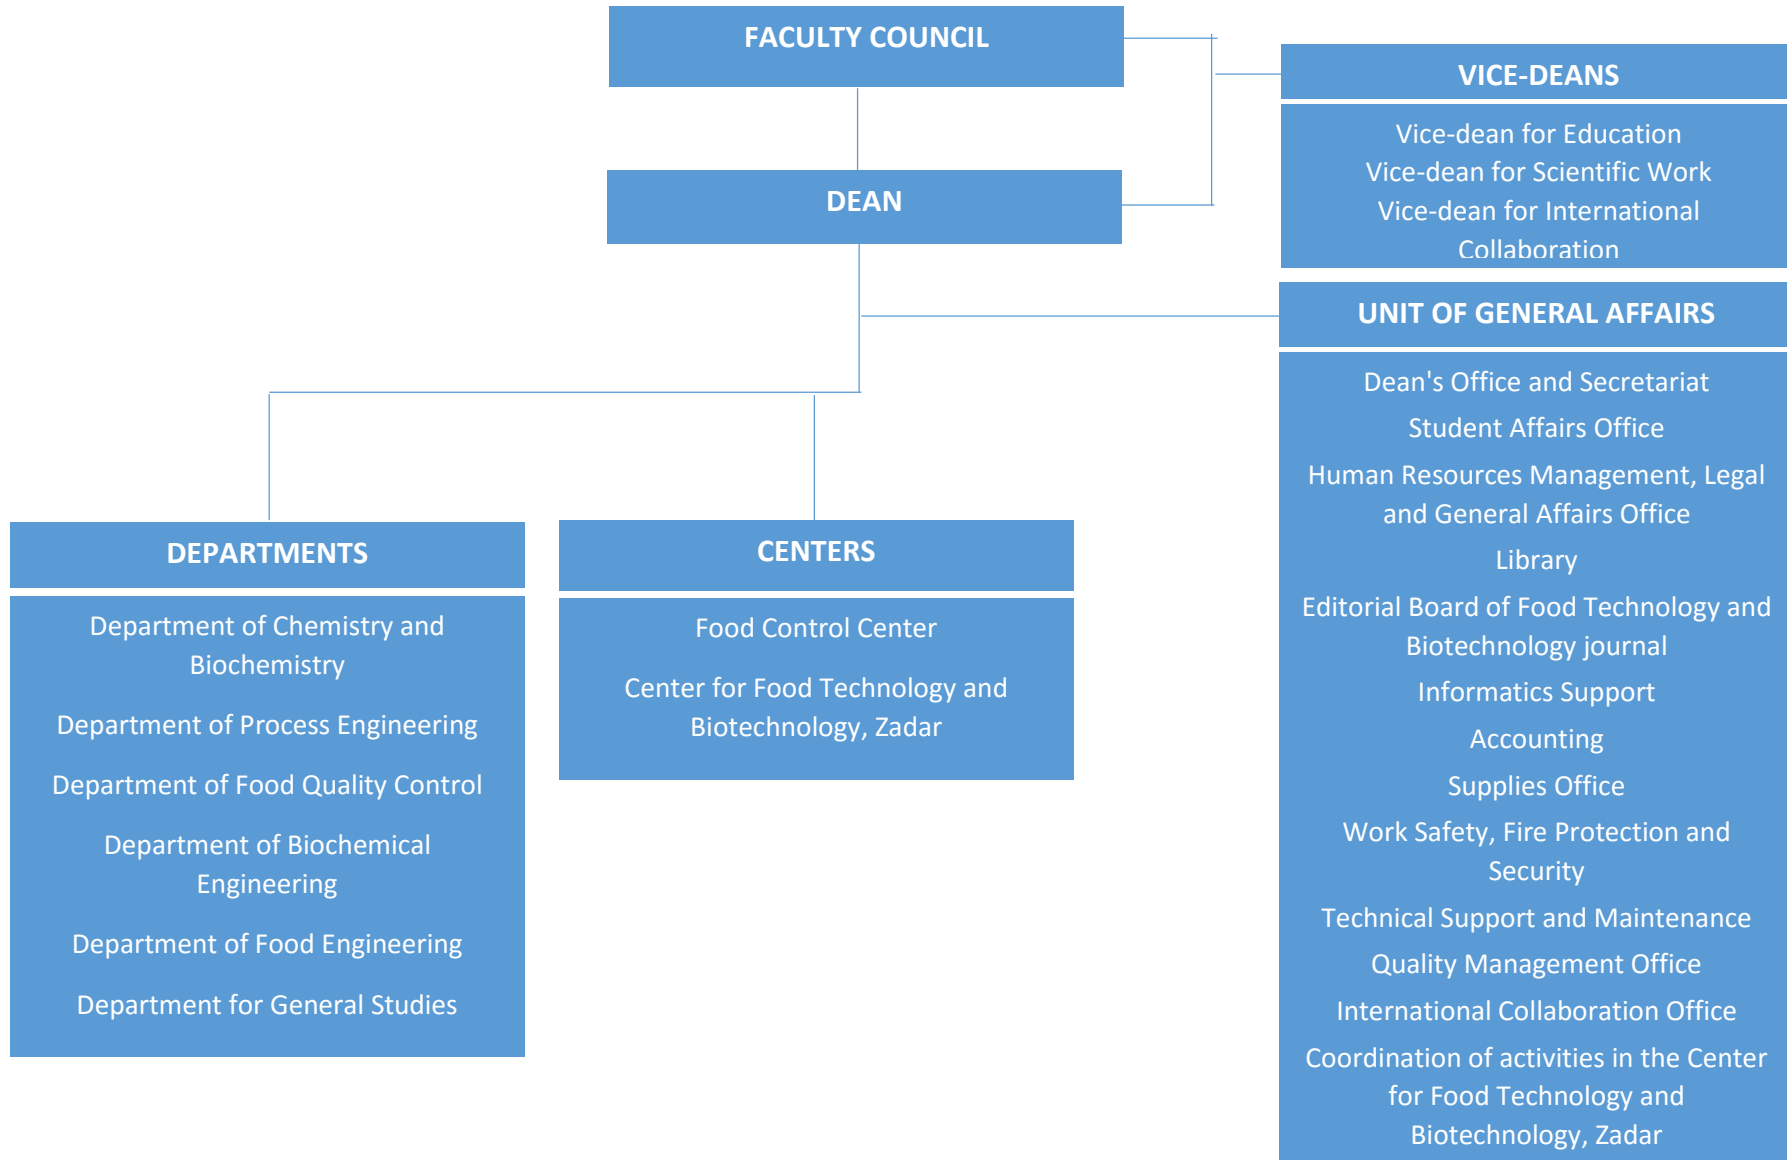 FACULTY COUNCIL
VICE-DEANS
Vice-dean for Education
Vice-dean for Scientific Work
Vice-dean for International
Collaboration
DEAN
UNIT OF GENERAL AFFAIRS
Dean's Office and Secretariat
Student Affairs Office
Human Resources Management, Legal
and General Affairs Office
Library
Editorial Board of Food Technology and
Biotechnology journal
Informatics Support
Accounting
Supplies Office
Work Safety, Fire Protection and
Security
Technical Support and Maintenance
Quality Management Office
International Collaboration Office
Coordination of activities in the Center
for Food Technology and
Biotechnology, Zadar
DEPARTMENTS
Department of Chemistry and
Biochemistry
Department of Process Engineering
Department of Food Quality Control
Department of Biochemical
Engineering
Department of Food Engineering
Department for General Studies
CENTERS
Food Control Center
Center for Food Technology and
Biotechnology, Zadar